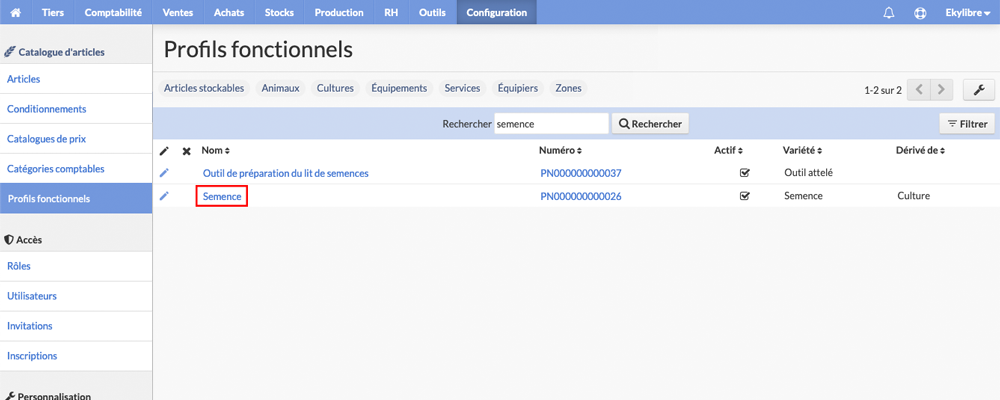 Tiers Comptabilité Ventes Achats Stocks Production RH Outils Configuration Ekylibre
Catalogue d'articles
Articles
Conditionnements
Catalogues de prix
Catégories comptables
Profils fonctionnels
Accès
Rôles
Utilisateurs
Invitations
Inscriptions
Personnalisation
Profils fonctionnels
Articles stockables Animaux Cultures Équipements Services Équipiers Zones 1-2 sur 2
Rechercher semence Rechercher Filtrer
Nom Numéro Actif Variété Dérivé de
Outil de préparation du lit de semences PN000000000037 Outil attelé
Semence PN000000000026 Semence Culture